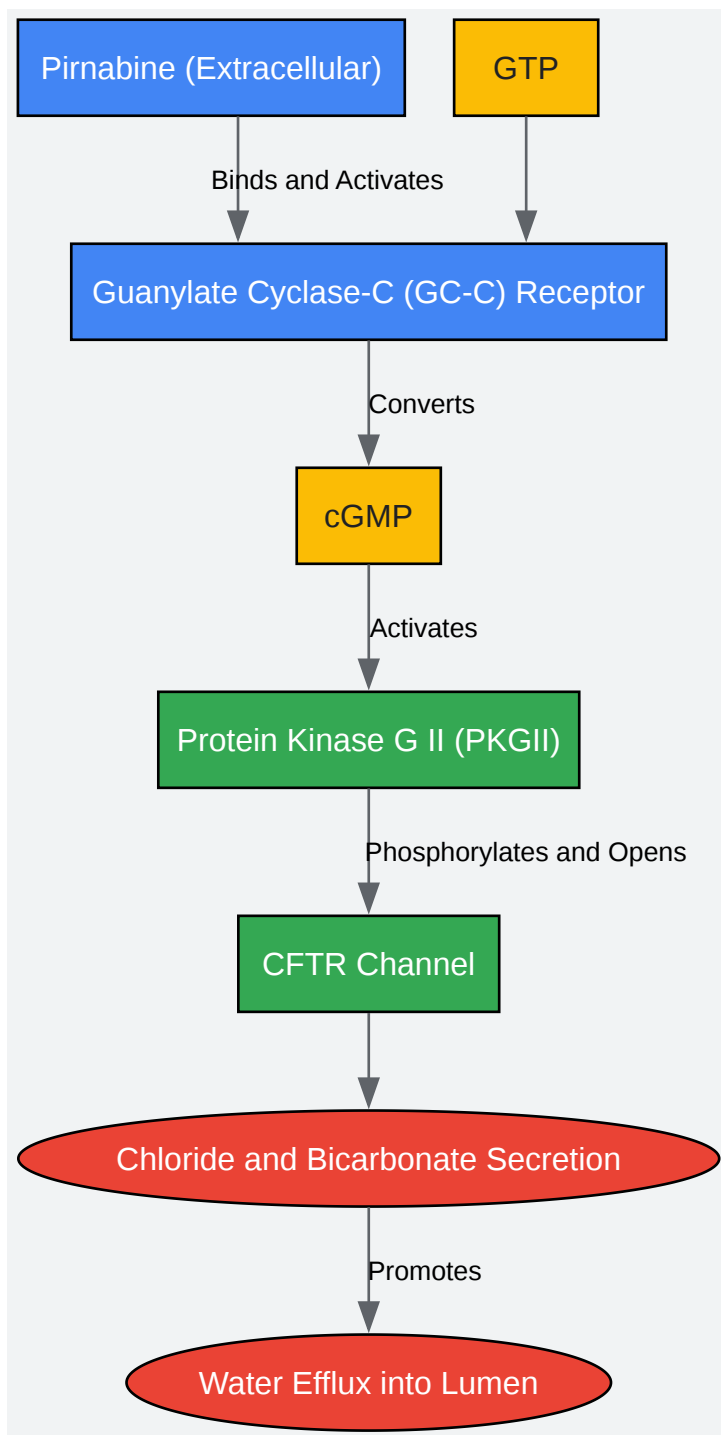 Pirnabine (Extracellular)
GTP
Binds and Activates
Guanylate Cyclase-C (GC-C) Receptor
Converts
cGMP
Activates
Protein Kinase G II (PKGII)
Phosphorylates and Opens
CFTR Channel
Chloride and Bicarbonate Secretion
Promotes
Water Efflux into Lumen